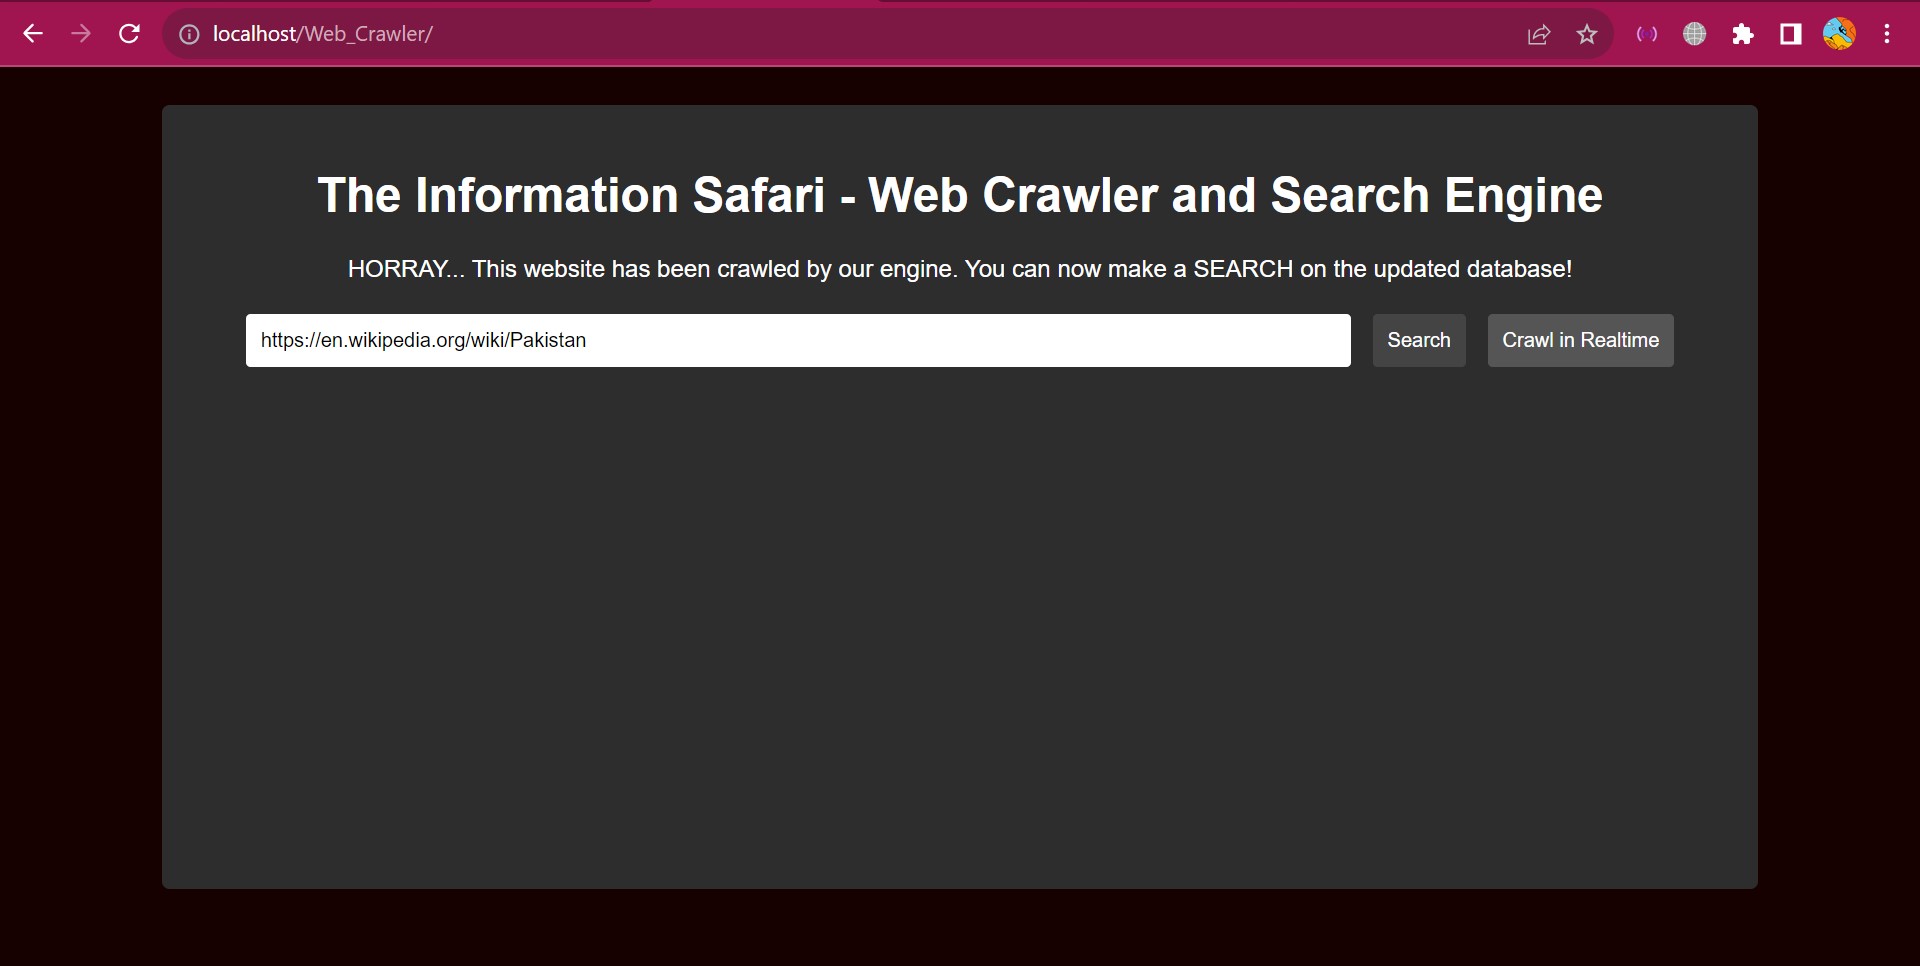 localhost/Web_Crawler/
The Information Safari - Web Crawler and Search Engine
HORRAY... This website has been crawled by our engine. You can now make a SEARCH on the updated database!
https://en.wikipedia.org/wiki/Pakistan Search Crawl in Realtime